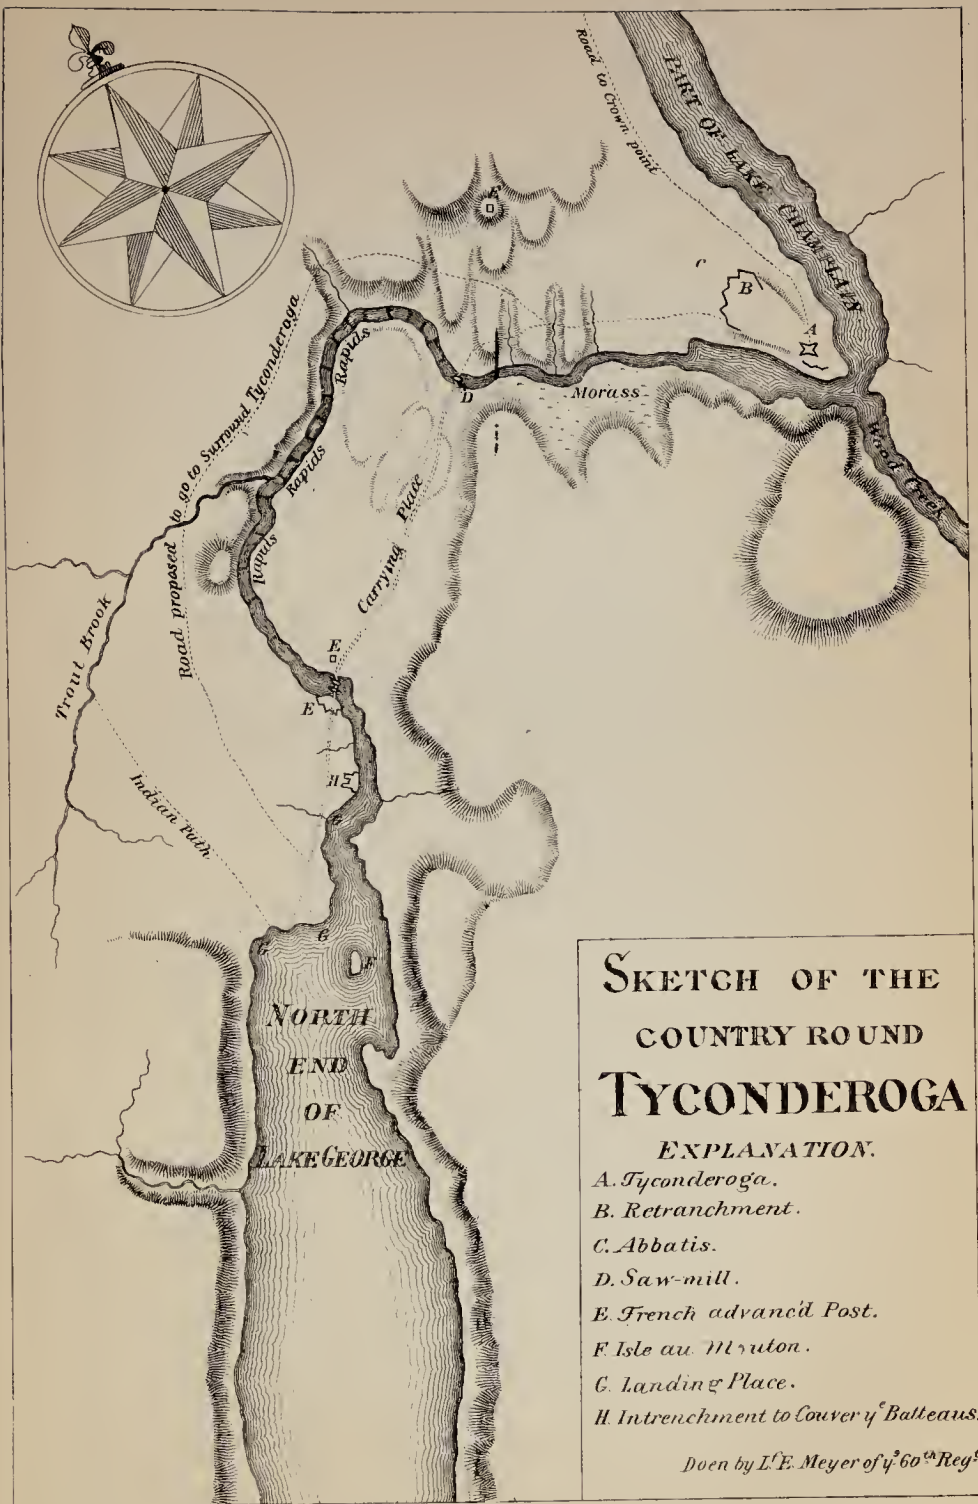 Road to Crown point
PART OF LAKE CHAMPLAIN
E
C
B
A
Road proposed to go to Surround Tyconderoga
Rapids
D
Morass
Wood Creek
Rapids
Carrying Place
Rapids
Trout Brook
E
E
Indian Path
H
G
G
G
F
NORTH
END
OF
LAKE GEORGE
SKETCH OF THE
COUNTRY ROUND
TYCONDEROGA
EXPLANATION.
A. Tyconderoga.
B. Retranchment.
C. Abbatis.
D. Saw-mill.
E. French advanc'd Post.
F. Isle au Mouton.
G. Landing Place.
H. Intrenchment to Couver yᵉ Batteaus.
Doen by Lᵗ E. Meyer of yˢ 60ᵗʰ Regᵗ